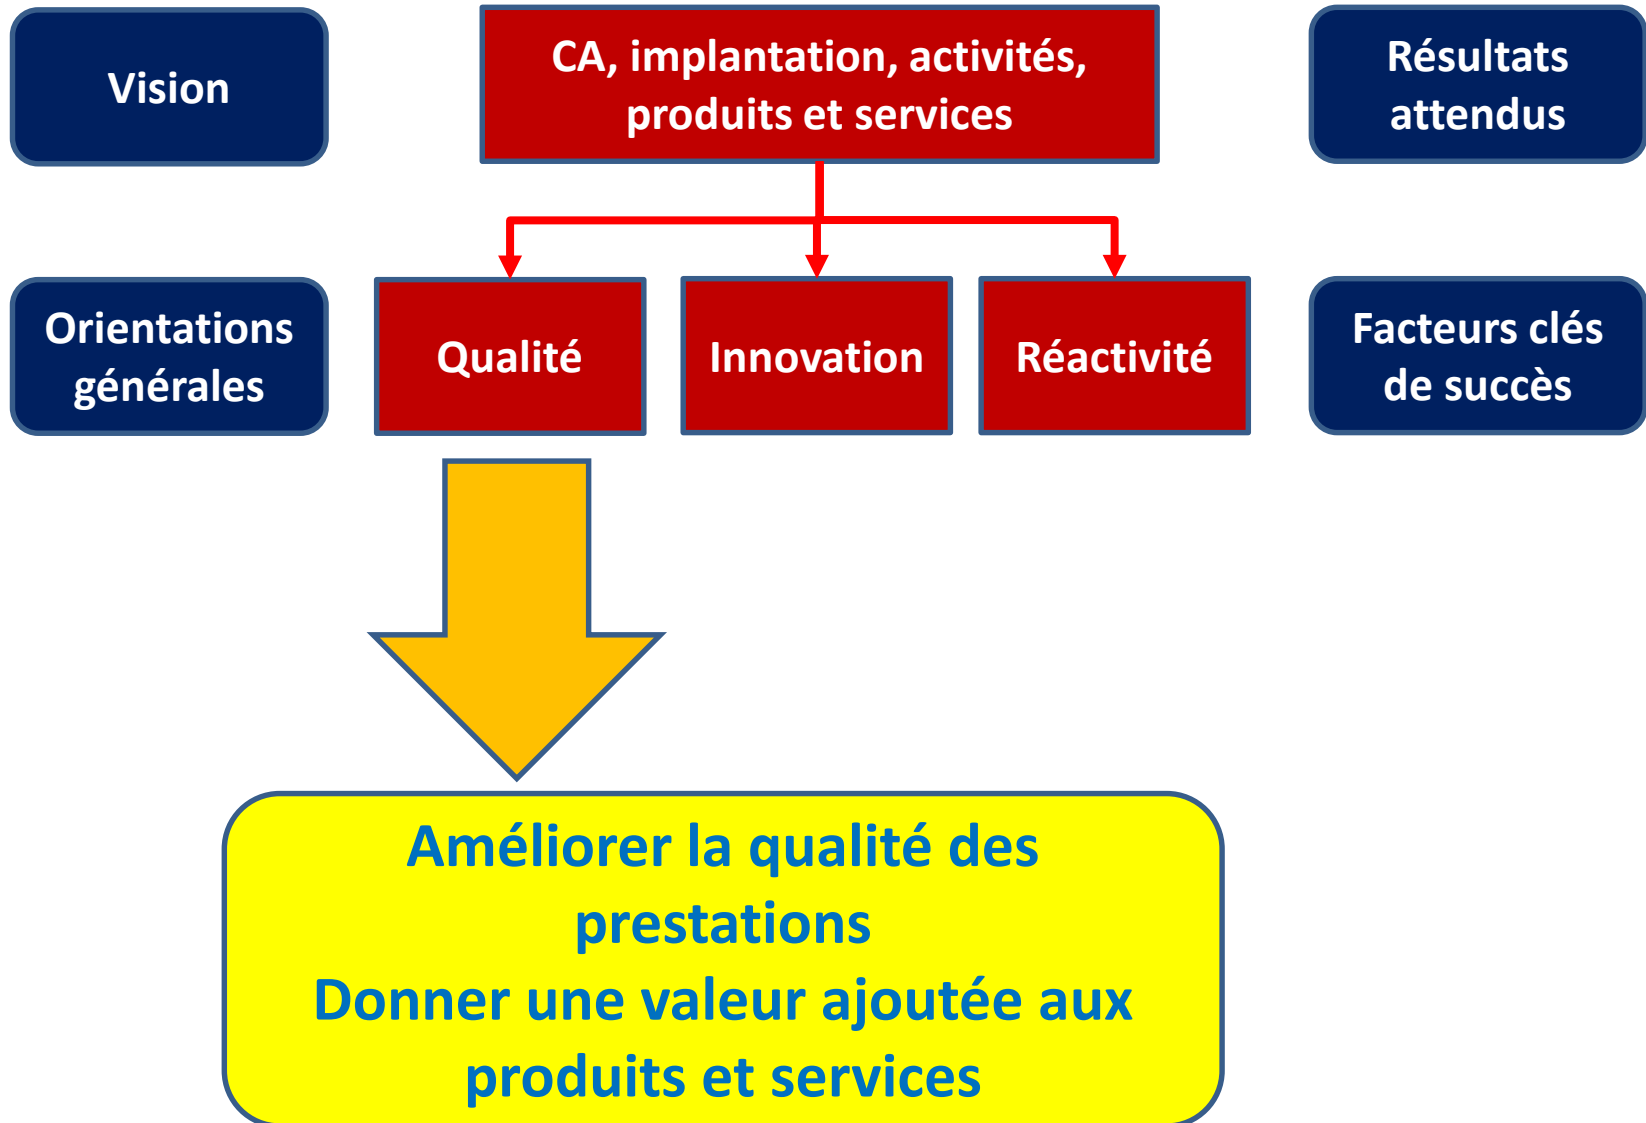 Vision
CA, implantation, activités,
produits et services
Résultats
attendus
Orientations
générales
Qualité
Innovation
Réactivité
Facteurs clés
de succès
Améliorer la qualité des
prestations
Donner une valeur ajoutée aux
produits et services